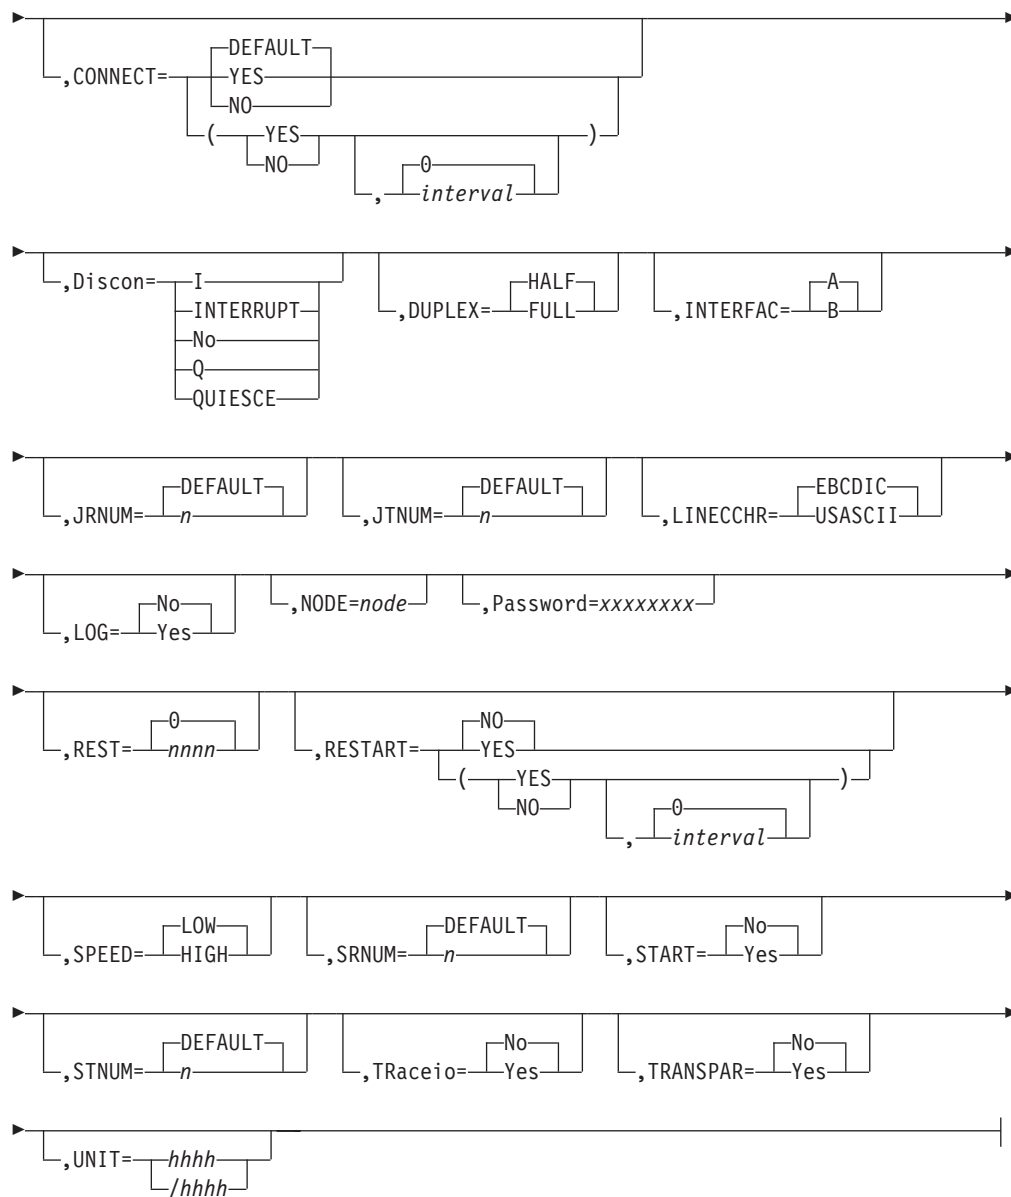 DEFAULT
,CONNECT= YES
NO
( YES )
NO 0
, interval
,Discon= I ,DUPLEX= HALF ,INTERFAC= A
INTERRUPT FULL B
No
Q
QUIESCE
DEFAULT DEFAULT EBCDIC
,JRNUM= n ,JTNUM= n ,LINECCHR= USASCII
No ,NODE=node ,Password=xxxxxxxx
,LOG= Yes
0 NO
,REST= nnnn ,RESTART= YES
( YES )
NO 0
, interval
LOW DEFAULT No
,SPEED= HIGH ,SRNUM= n ,START= Yes
DEFAULT No No
,STNUM= n ,TRaceio= Yes ,TRANSPAR= Yes
,UNIT= hhhh
/hhhh